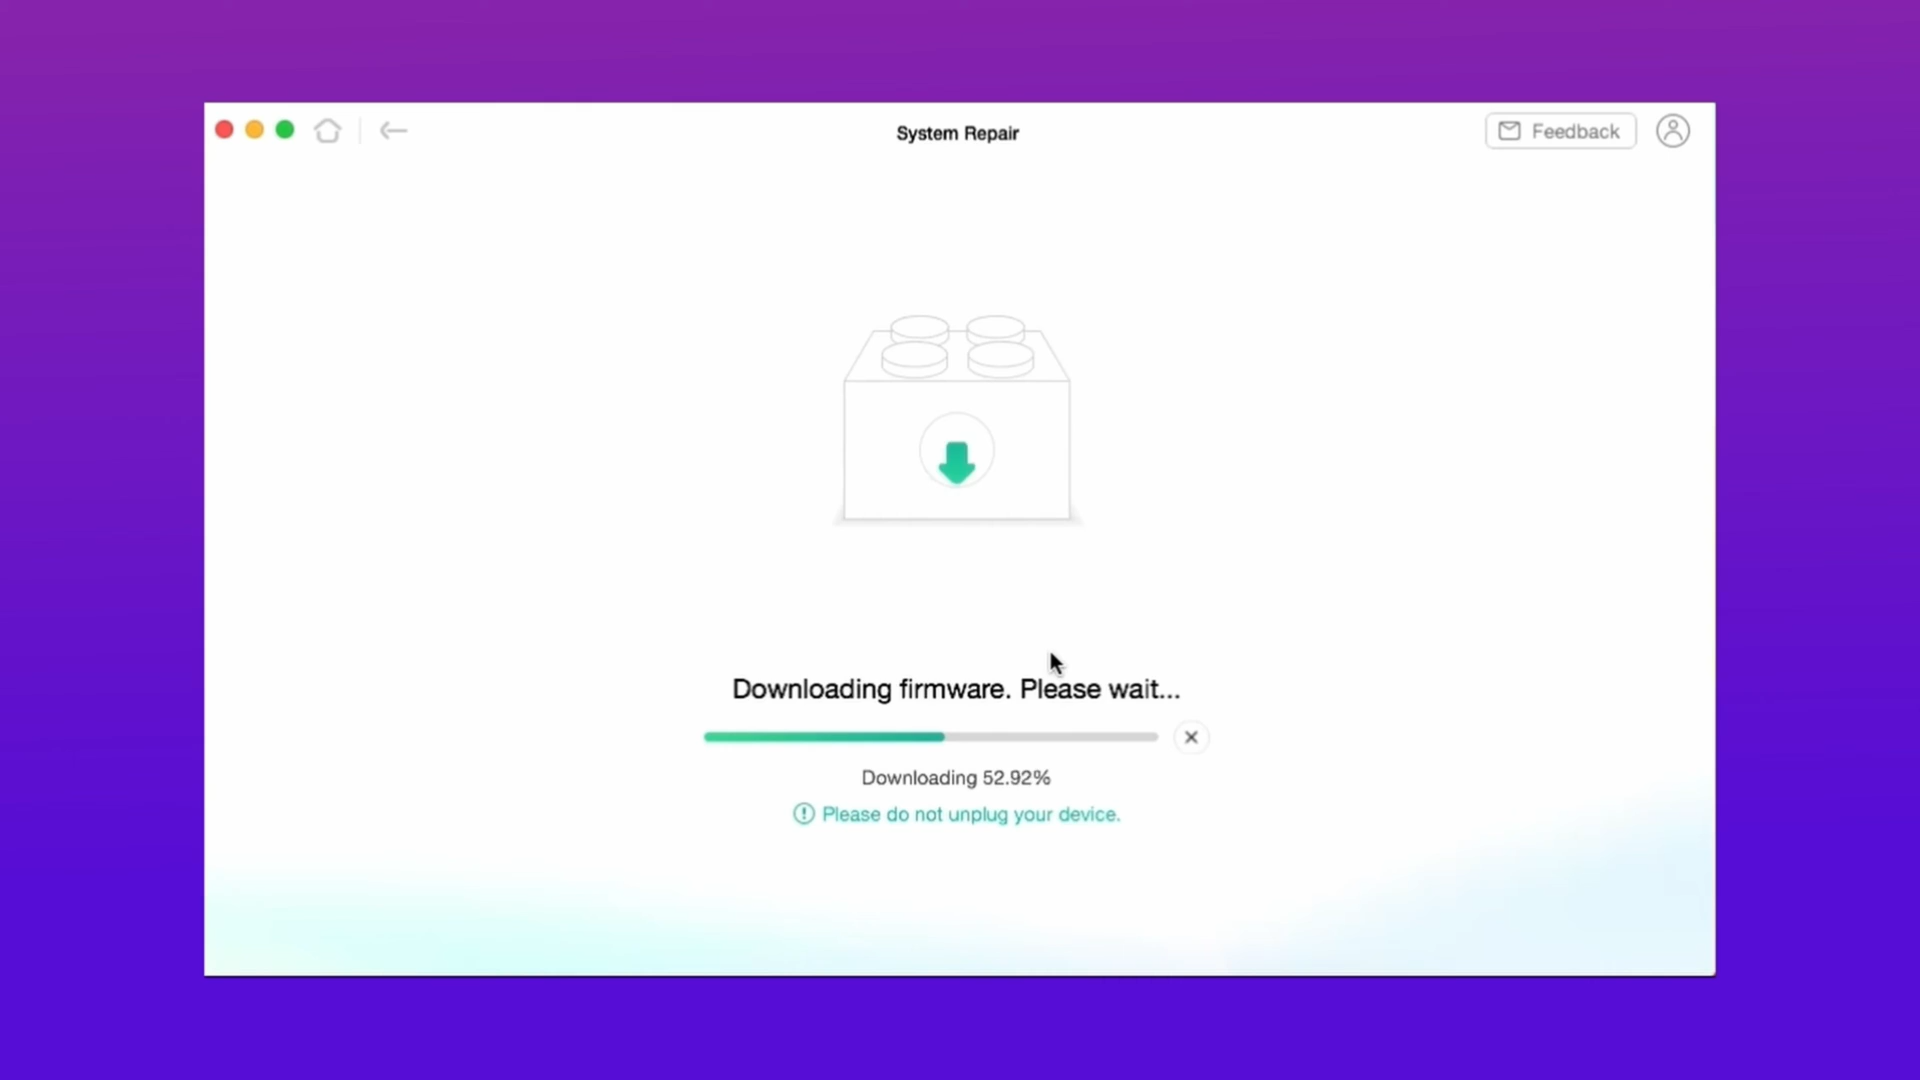 System Repair
Feedback
Downloading firmware. Please wait...
Downloading 52.92%
Please do not unplug your device.